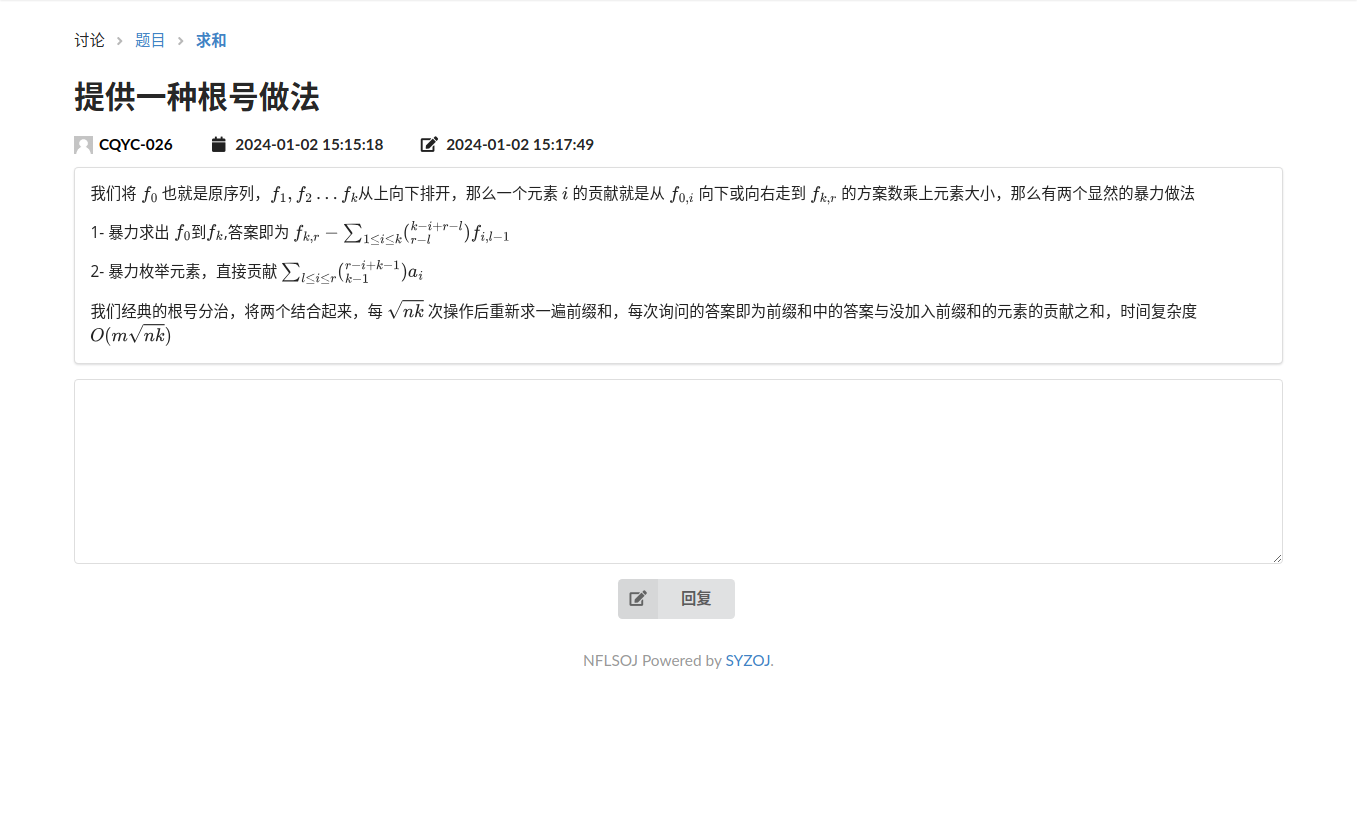 讨论 > 题目 > 求和
提供一种根号做法
CQYC-026 2024-01-02 15:15:18 2024-01-02 15:17:49
我们将 $f_0$ 也就是原序列，$f_1, f_2 \ldots f_k$从上向下排开，那么一个元素 $i$ 的贡献就是从 $f_{0,i}$ 向下或向右走到 $f_{k,r}$ 的方案数乘上元素大小，那么有两个显然的暴力做法
1- 暴力求出 $f_0$到$f_k$,答案即为 $f_{k,r} - \sum_{1 \le i \le k} (_{r-l}^{k-i+r-l}) f_{i,l-1}$
2- 暴力枚举元素，直接贡献 $\sum_{l \le i \le r} (_{k-1}^{r-i+k-1}) a_i$
我们经典的根号分治，将两个结合起来，每 $\sqrt{nk}$ 次操作后重新求一遍前缀和，每次询问的答案即为前缀和中的答案与没加入前缀和的元素的贡献之和，时间复杂度
$O(m\sqrt{nk})$
回复
NFLSOJ Powered by SYZOJ.